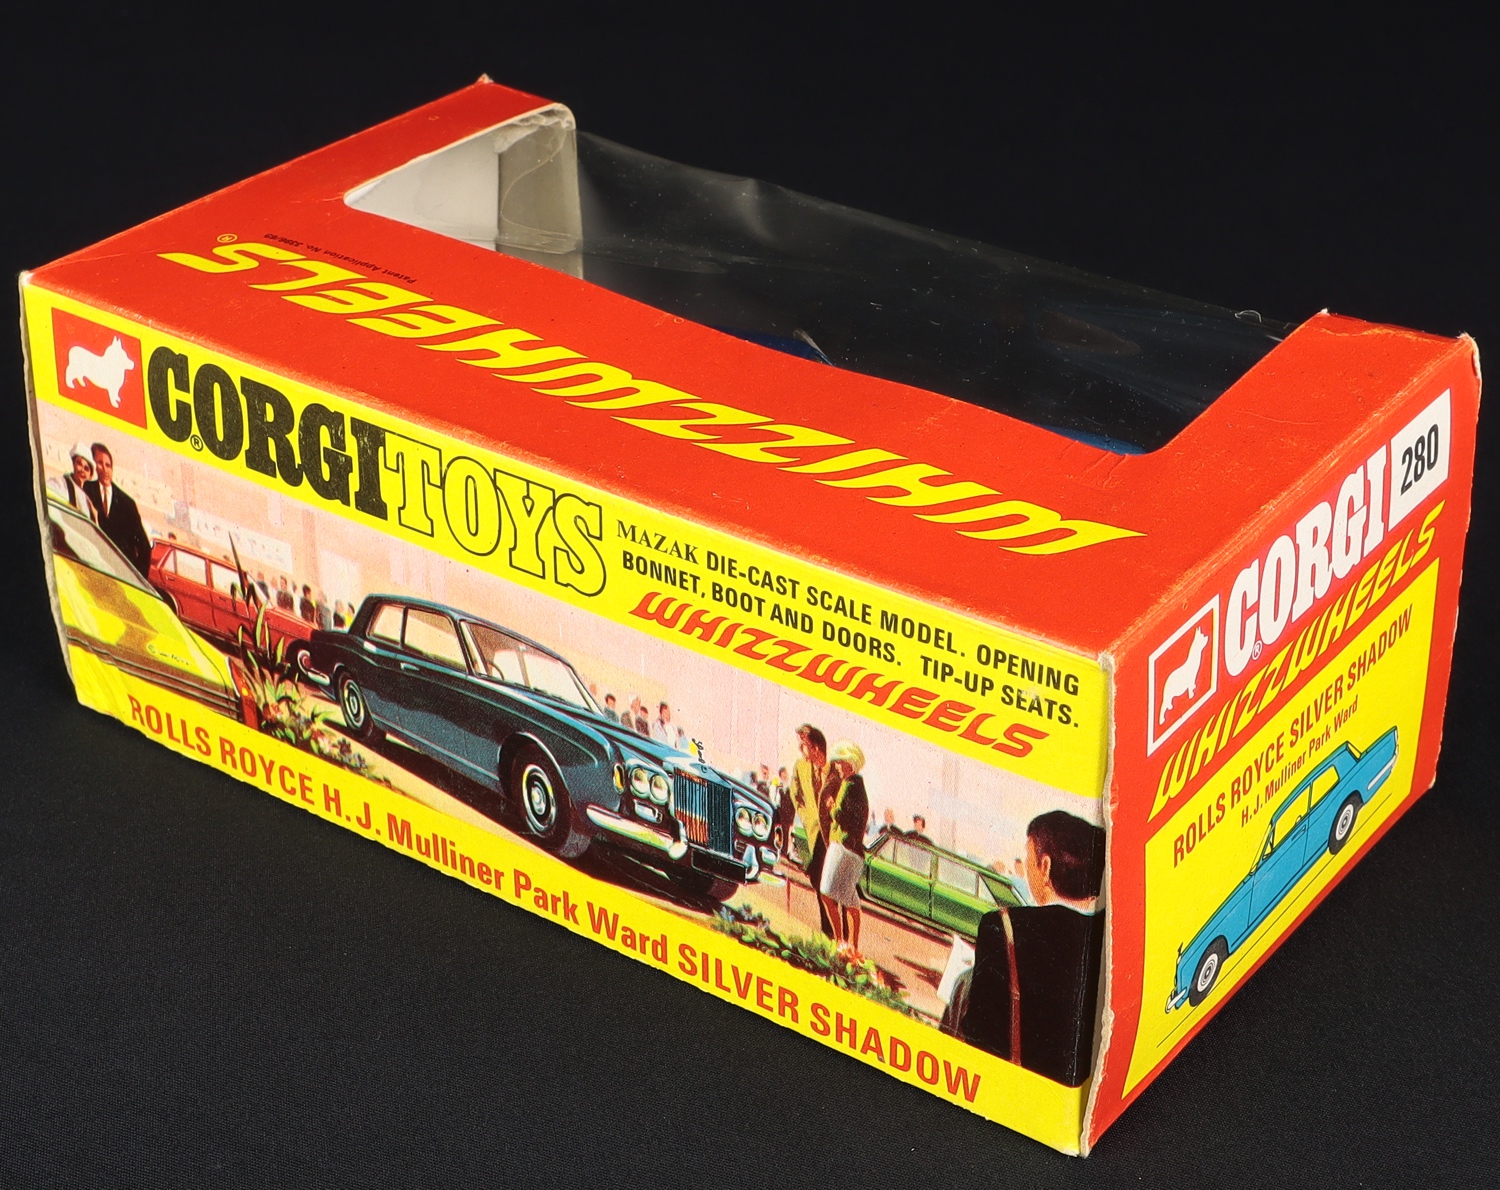 WHIZZWHEELS®
Patent Application No. 3396/69
CORGI® TOYS
MAZAK DIE-CAST SCALE MODEL. OPENING
BONNET, BOOT AND DOORS. TIP-UP SEATS.
WHIZZWHEELS
ROLLS ROYCE H.J. Mulliner Park Ward SILVER SHADOW
CORGI® 280
WHIZZWHEELS
ROLLS ROYCE SILVER SHADOW
H.J. Mulliner Park Ward